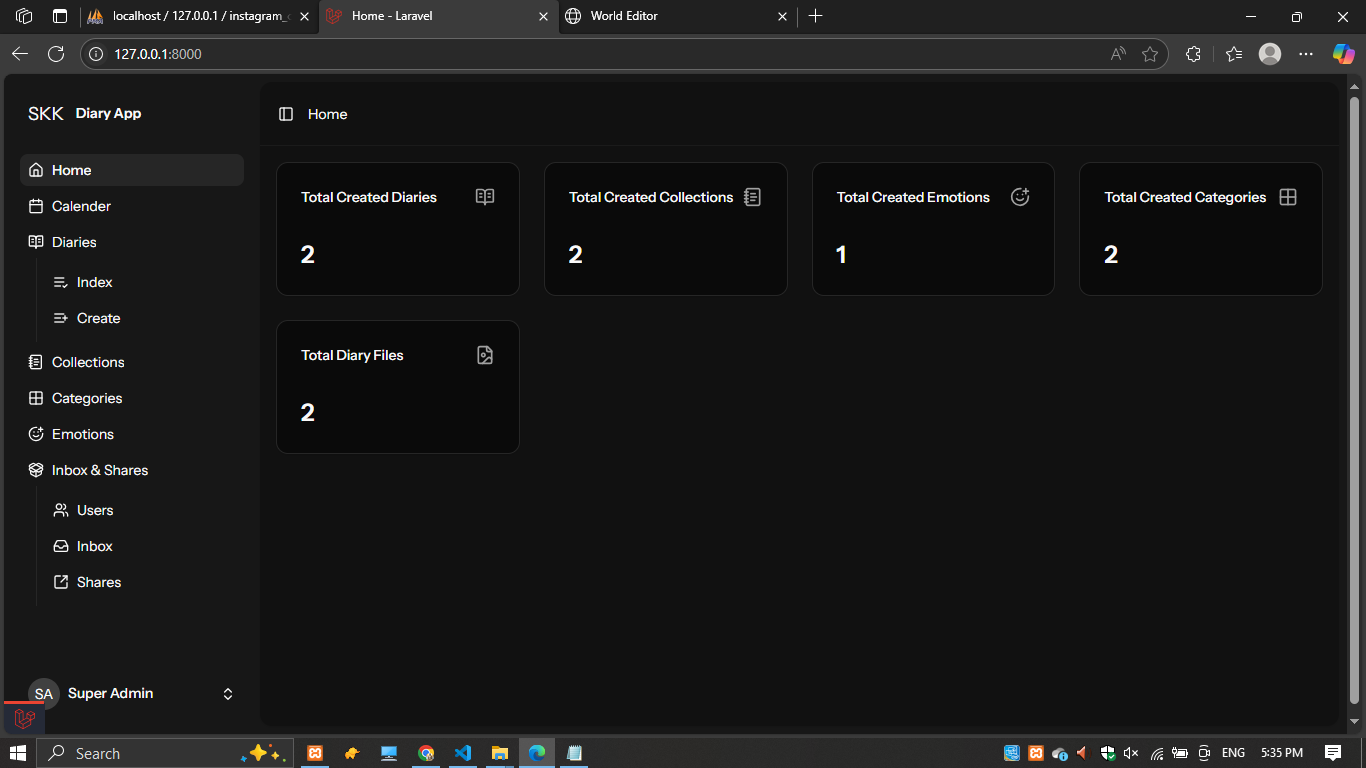 localhost / 127.0.0.1 / instagram_
Home - Laravel
World Editor
127.0.0.1:8000
SKK Diary App
Home
Home
Calender
Diaries
Index
Create
Collections
Categories
Emotions
Inbox & Shares
Users
Inbox
Shares
SA Super Admin
Total Created Diaries
2
Total Created Collections
2
Total Created Emotions
1
Total Created Categories
2
Total Diary Files
2
Search
ENG
5:35 PM